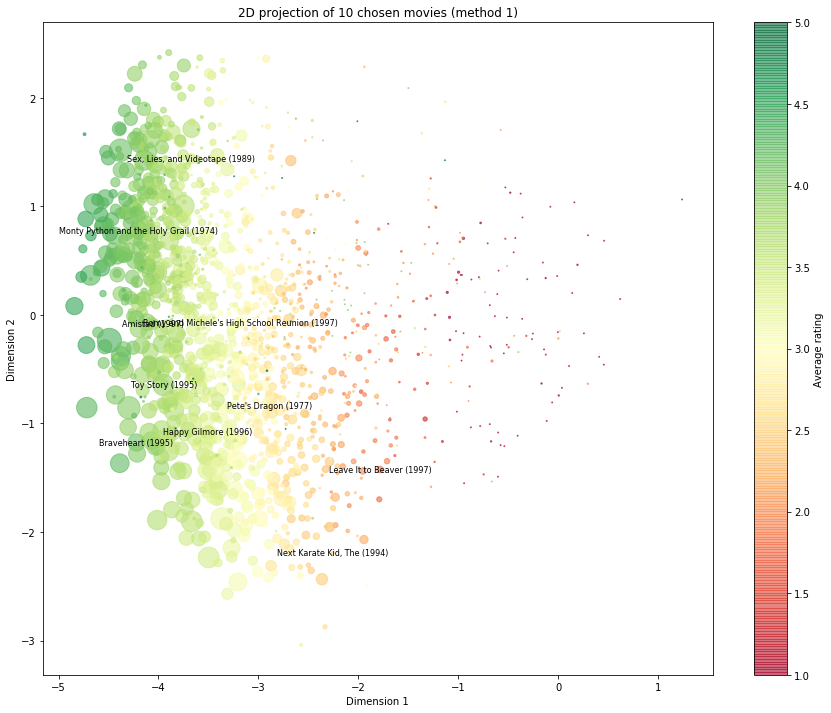 2D projection of 10 chosen movies (method 1)
5.0
4.5
4.0
3.5
3.0
2.5
2.0
1.5
1.0
Average rating
2
1
0
−1
−2
−3
Dimension 2
Sex, Lies, and Videotape (1989)
Monty Python and the Holy Grail (1974)
Amistad (1997)
Michele's High School Reunion (1997)
Toy Story (1995)
Pete's Dragon (1977)
Happy Gilmore (1996)
Braveheart (1995)
Leave It to Beaver (1997)
Next Karate Kid, The (1994)
−5
−4
−3
−2
−1
0
1
Dimension 1